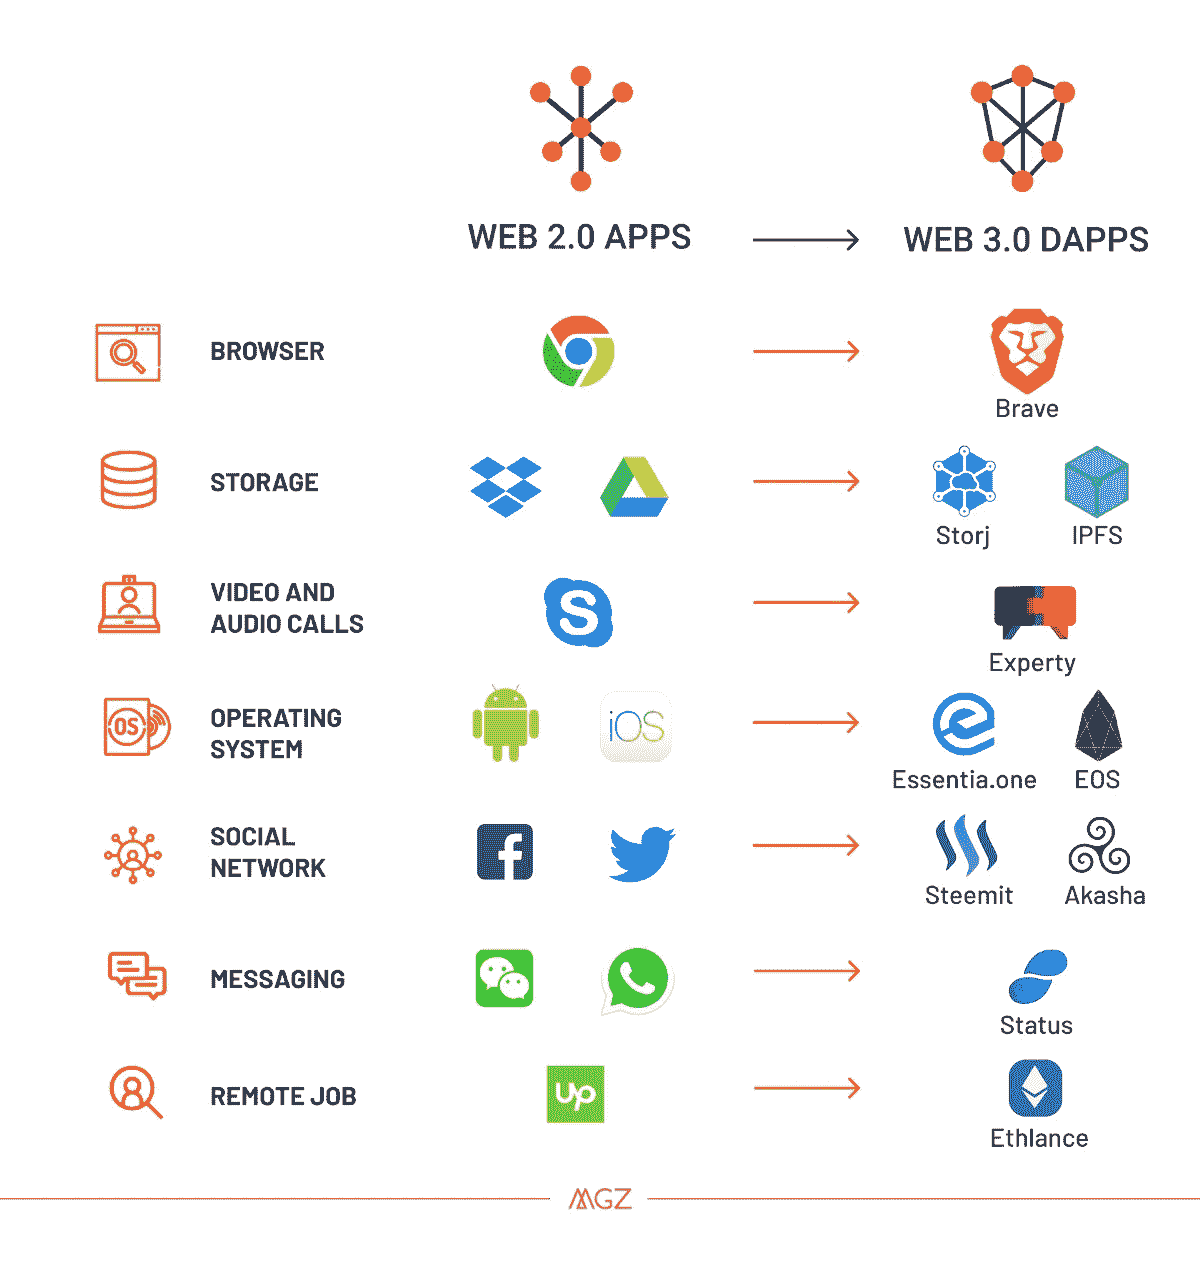 WEB 2.0 APPS
WEB 3.0 DAPPS
BROWSER
Brave
STORAGE
Storj
IPFS
VIDEO AND
AUDIO CALLS
S
Experty
OS
OPERATING
SYSTEM
iOS
Essentia.one
EOS
SOCIAL
NETWORK
f
Steemit
Akasha
MESSAGING
Status
REMOTE JOB
up
Ethlance
MGZ